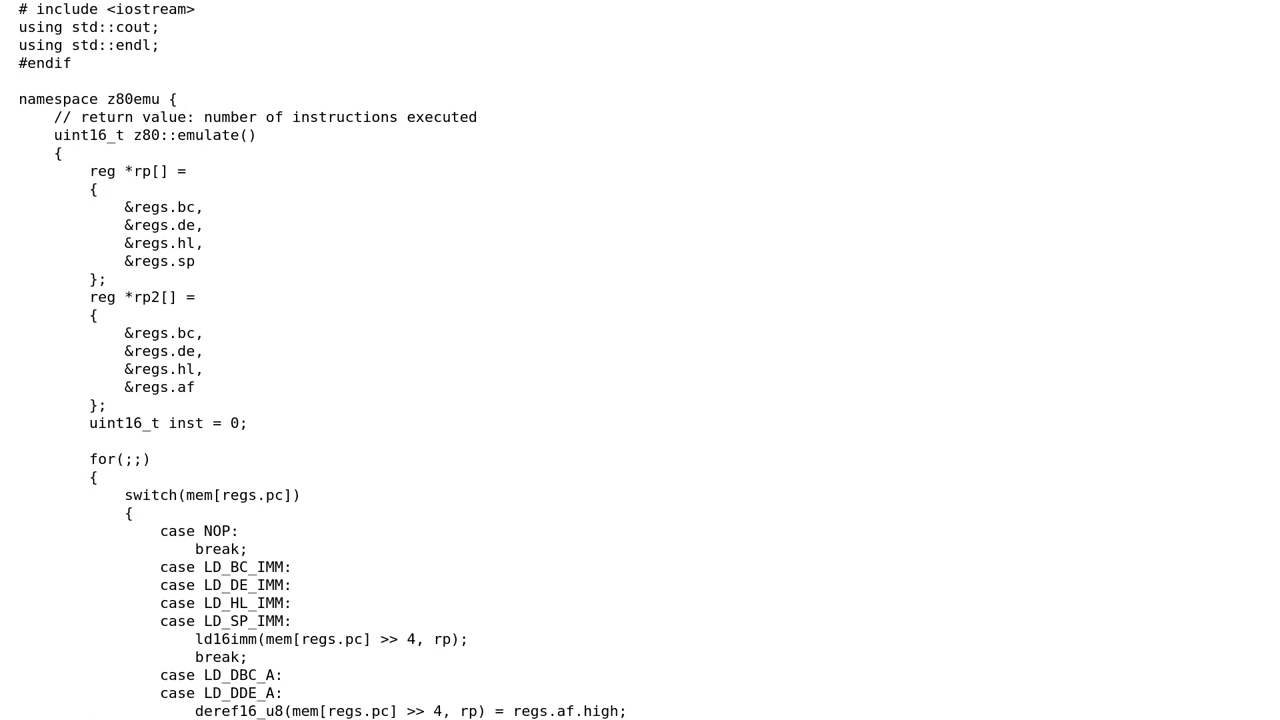 # include <iostream>
using std::cout;
using std::endl;
#endif

namespace z80emu {
    // return value: number of instructions executed
    uint16_t z80::emulate()
    {
        reg *rp[] =
        {
            &regs.bc,
            &regs.de,
            &regs.hl,
            &regs.sp
        };
        reg *rp2[] =
        {
            &regs.bc,
            &regs.de,
            &regs.hl,
            &regs.af
        };
        uint16_t inst = 0;

        for(;;)
        {
            switch(mem[regs.pc])
            {
                case NOP:
                    break;
                case LD_BC_IMM:
                case LD_DE_IMM:
                case LD_HL_IMM:
                case LD_SP_IMM:
                    ld16imm(mem[regs.pc] >> 4, rp);
                    break;
                case LD_DBC_A:
                case LD_DDE_A:
                    deref16_u8(mem[regs.pc] >> 4, rp) = regs.af.high;